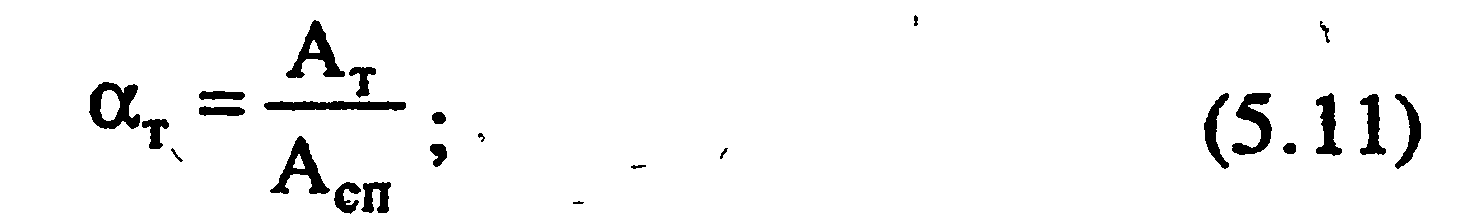 α_т = A_т / A_сп ; (5.11)